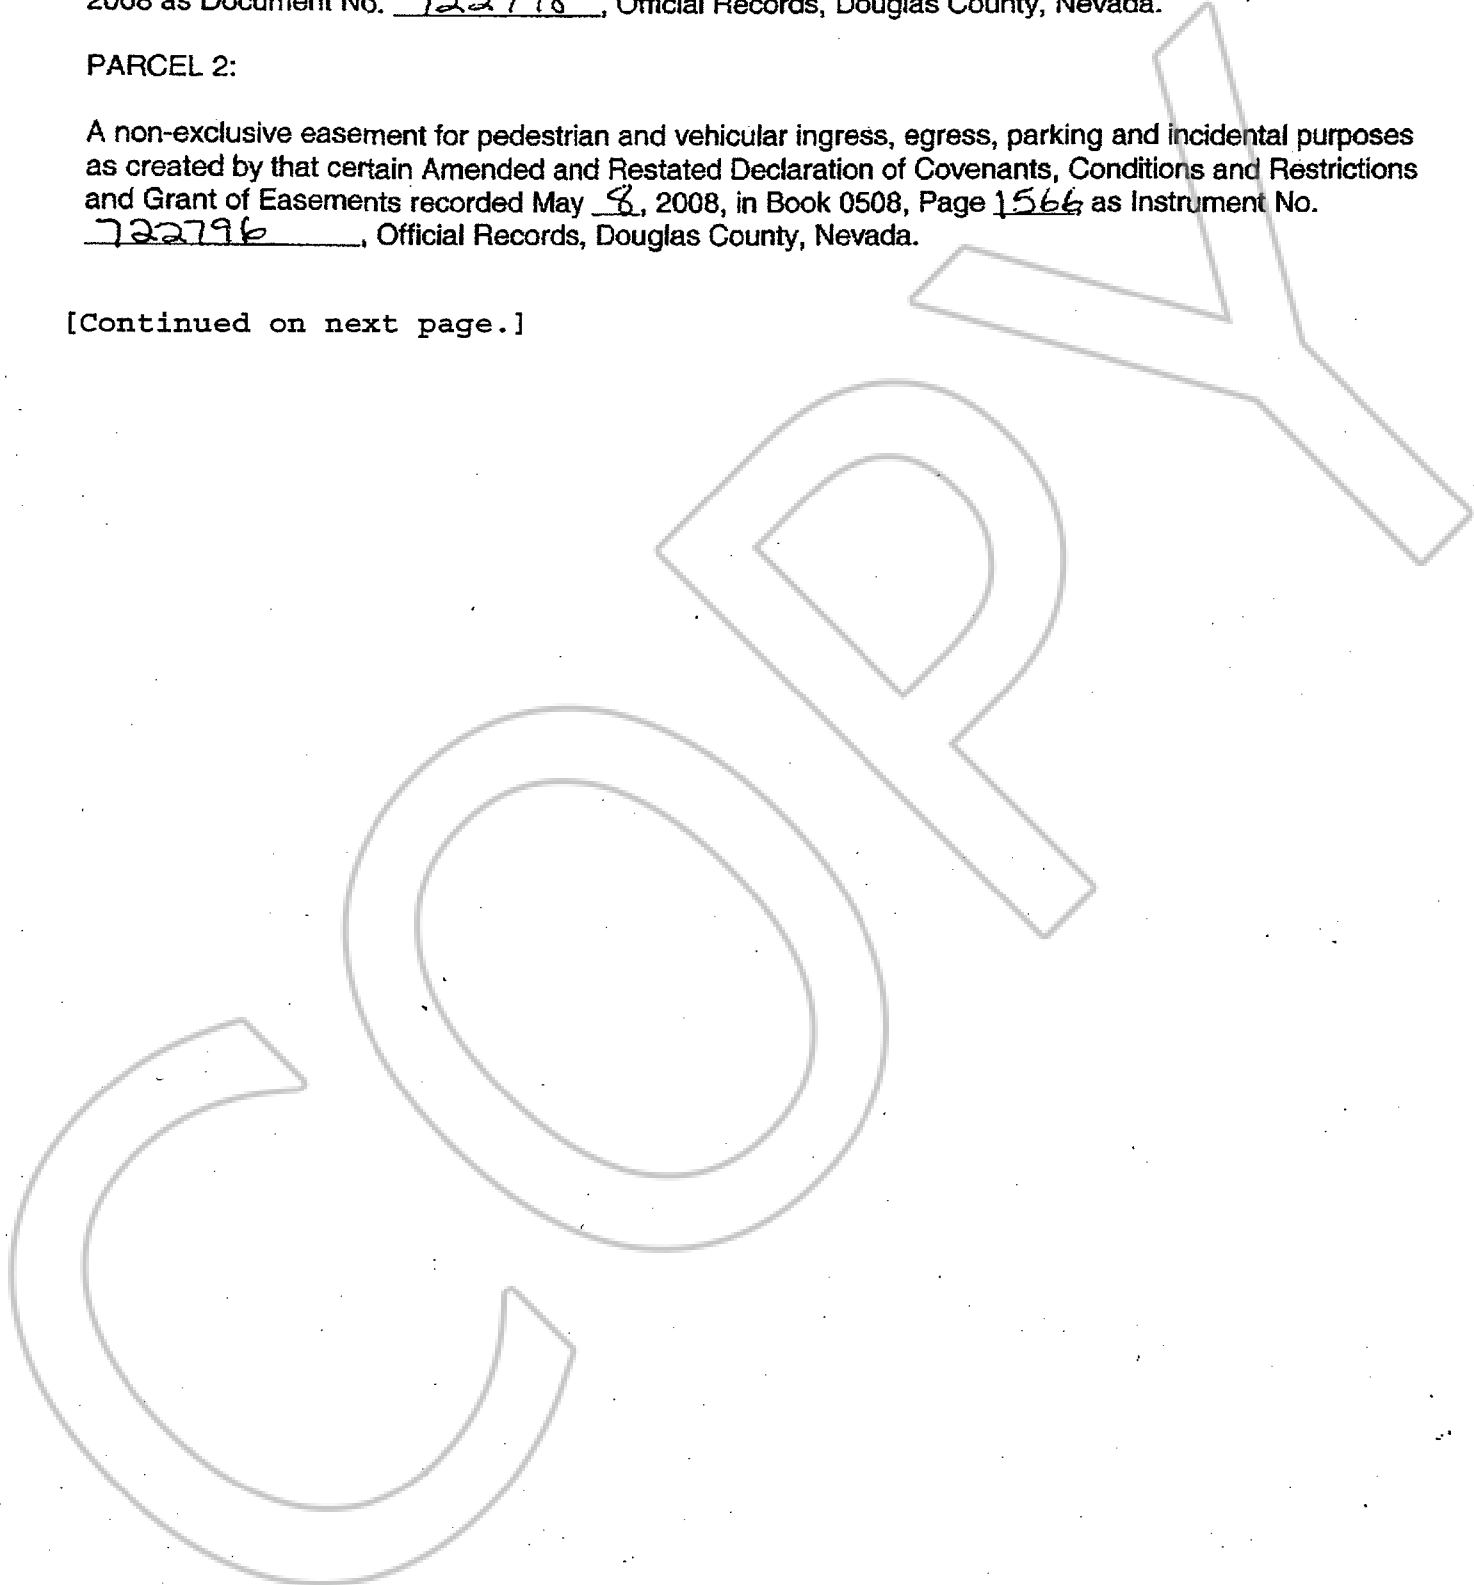 2008 as Document No. , Official Records, Douglas County, Nevada.
PARCEL 2:
A non-exclusive easement for pedestrian and vehicular ingress, egress, parking and incidental purposes
as created by that certain Amended and Restated Declaration of Covenants, Conditions and Restrictions
and Grant of Easements recorded May 8, 2008, in Book 0508, Page 1566 as Instrument No.
722796, Official Records, Douglas County, Nevada.
[Continued on next page.]
COPY